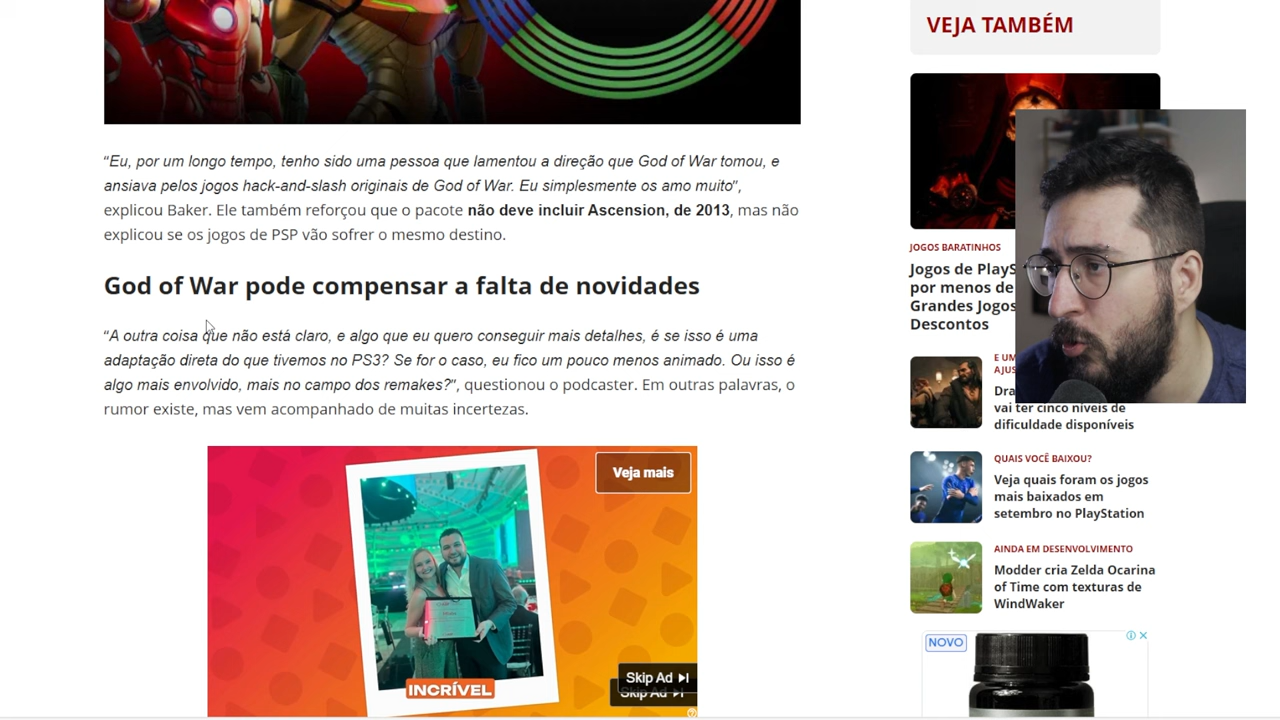 “Eu, por um longo tempo, tenho sido uma pessoa que lamentou a direção que God of War tomou, e
ansiava pelos jogos hack-and-slash originais de God of War. Eu simplesmente os amo muito”,
explicou Baker. Ele também reforçou que o pacote não deve incluir Ascension, de 2013, mas não
explicou se os jogos de PSP vão sofrer o mesmo destino.
God of War pode compensar a falta de novidades
“A outra coisa que não está claro, e algo que eu quero conseguir mais detalhes, é se isso é uma
adaptação direta do que tivemos no PS3? Se for o caso, eu fico um pouco menos animado. Ou isso é
algo mais envolvido, mais no campo dos remakes?”, questionou o podcaster. Em outras palavras, o
rumor existe, mas vem acompanhado de muitas incertezas.
Veja mais
INCRÍVEL
Skip Ad
Skip Ad
VEJA TAMBÉM
JOGOS BARATINHOS
Jogos de PlayS
por menos de
Grandes Jogos
Descontos
E UM
AJUS
Dra
vai ter cinco níveis de
dificuldade disponíveis
QUAIS VOCÊ BAIXOU?
Veja quais foram os jogos
mais baixados em
setembro no PlayStation
AINDA EM DESENVOLVIMENTO
Modder cria Zelda Ocarina
of Time com texturas de
WindWaker
NOVO